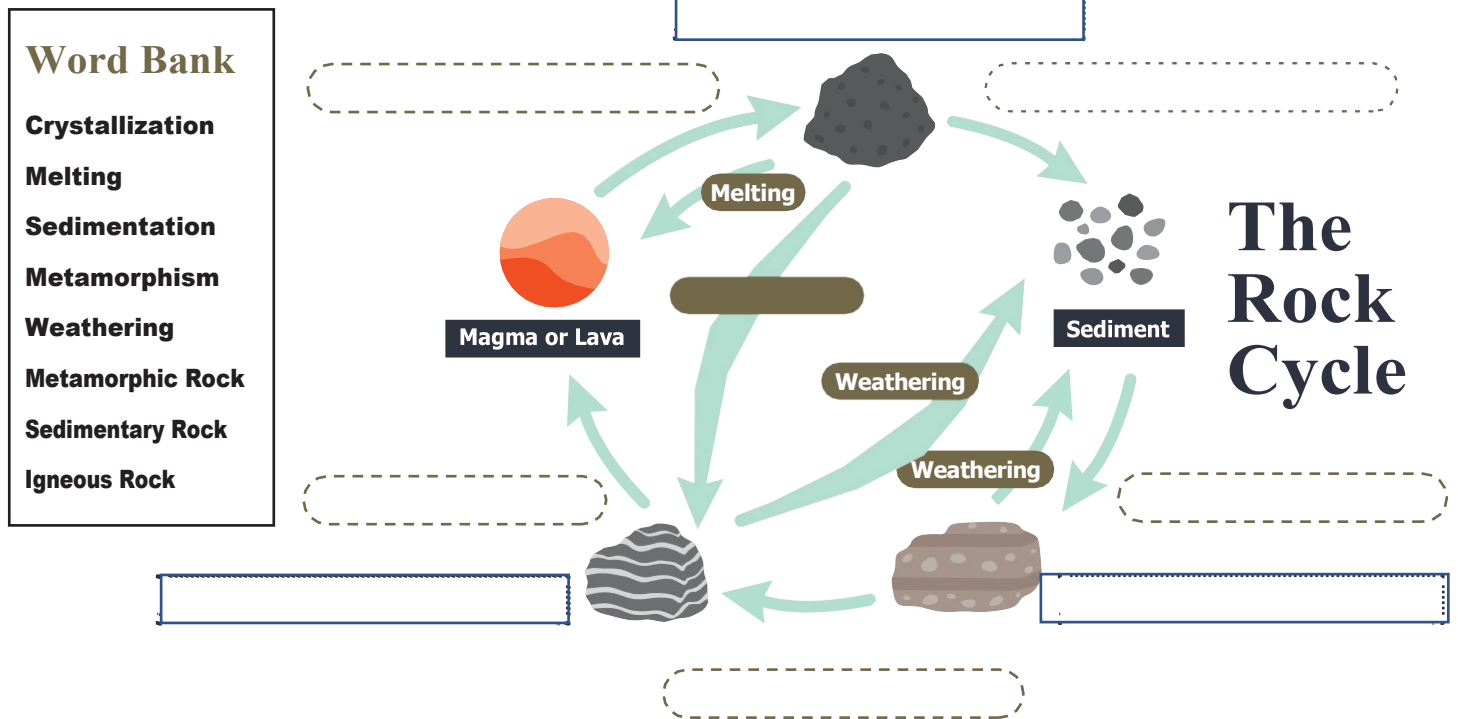 Word Bank
Crystallization
Melting
Sedimentation
Metamorphism
Weathering
Metamorphic Rock
Sedimentary Rock
Igneous Rock
Melting
Magma or Lava
Weathering
Weathering
Sediment
The
Rock
Cycle